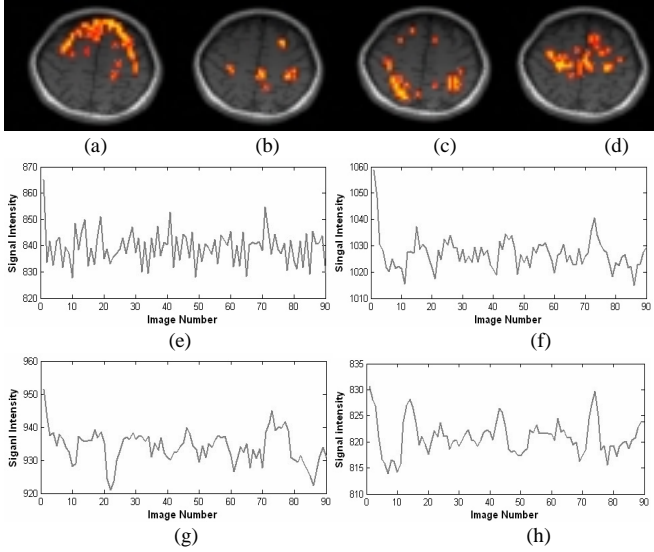 (a) (b) (c) (d)
870
860
850
840
830
820
Signal Intensity
0 10 20 30 40 50 60 70 80 90
Image Number
(e)
1060
1050
1040
1030
1020
1010
Singal Intensity
0 10 20 30 40 50 60 70 80 90
Image Number
(f)
960
950
940
930
920
Siganl Intensity
0 10 20 30 40 50 60 70 80 90
Image Number
(g)
835
830
825
820
815
810
Signal Intensity
0 10 20 30 40 50 60 70 80 90
Image Number
(h)